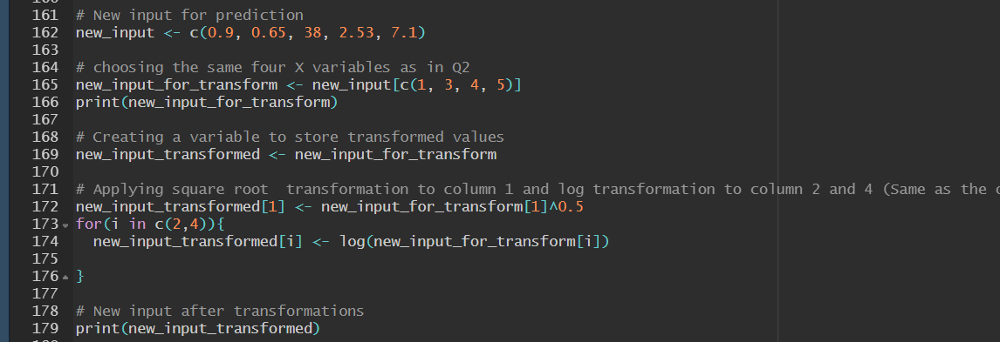 161 # New input for prediction
162 new_input <- c(0.9, 0.65, 38, 2.53, 7.1)
163
164 # choosing the same four X variables as in Q2
165 new_input_for_transform <- new_input[c(1, 3, 4, 5)]
166 print(new_input_for_transform)
167
168 # Creating a variable to store transformed values
169 new_input_transformed <- new_input_for_transform
170
171 # Applying square root  transformation to column 1 and log transformation to column 2 and 4 (Same as the
172 new_input_transformed[1] <- new_input_for_transform[1]^0.5
173 for(i in c(2,4)){
174   new_input_transformed[i] <- log(new_input_for_transform[i])
175
176 }
177
178 # New input after transformations
179 print(new_input_transformed)